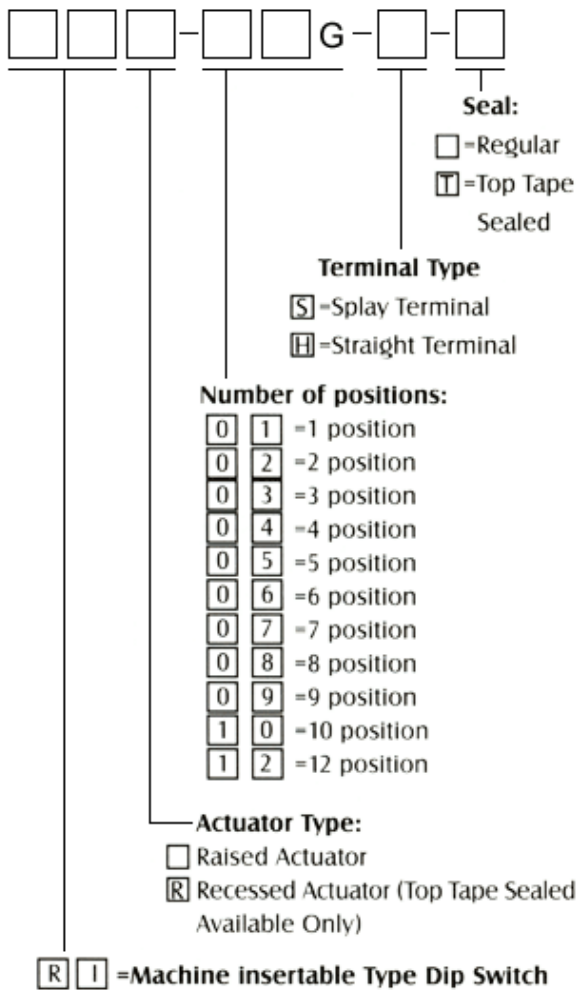 G
Seal:
=Regular
T =Top Tape
Sealed
Terminal Type
S =Splay Terminal
H =Straight Terminal
Number of positions:
0 1 =1 position
0 2 =2 position
0 3 =3 position
0 4 =4 position
0 5 =5 position
0 6 =6 position
0 7 =7 position
0 8 =8 position
0 9 =9 position
1 0 =10 position
1 2 =12 position
Actuator Type:
Raised Actuator
R Recessed Actuator (Top Tape Sealed
Available Only)
R I =Machine insertable Type Dip Switch